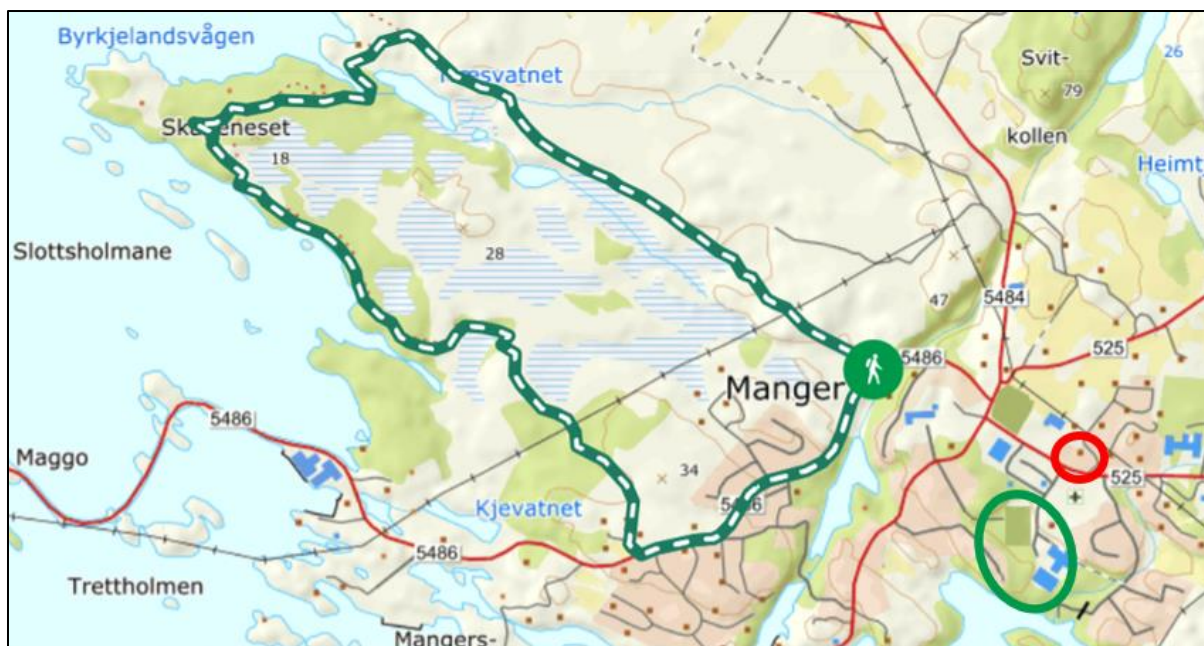 Byrkjelandsvågen
Svit-
26
79
kollen
18
Heimt
Slottsholmane
28
47
5484
5486
525
Manger
5486
Maggo
34
525
5486
Kjevatnet
5486
Trettholmen
Mangers-